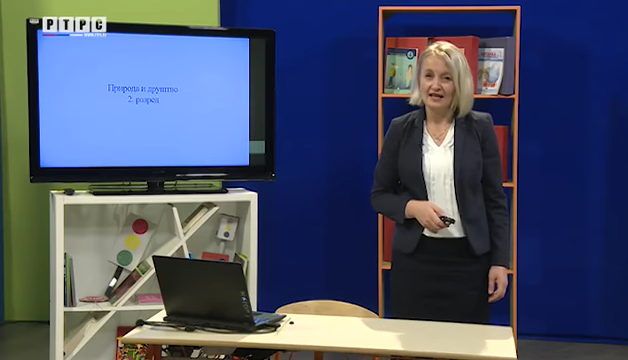 РТРС
Природа и друштво
2. разред